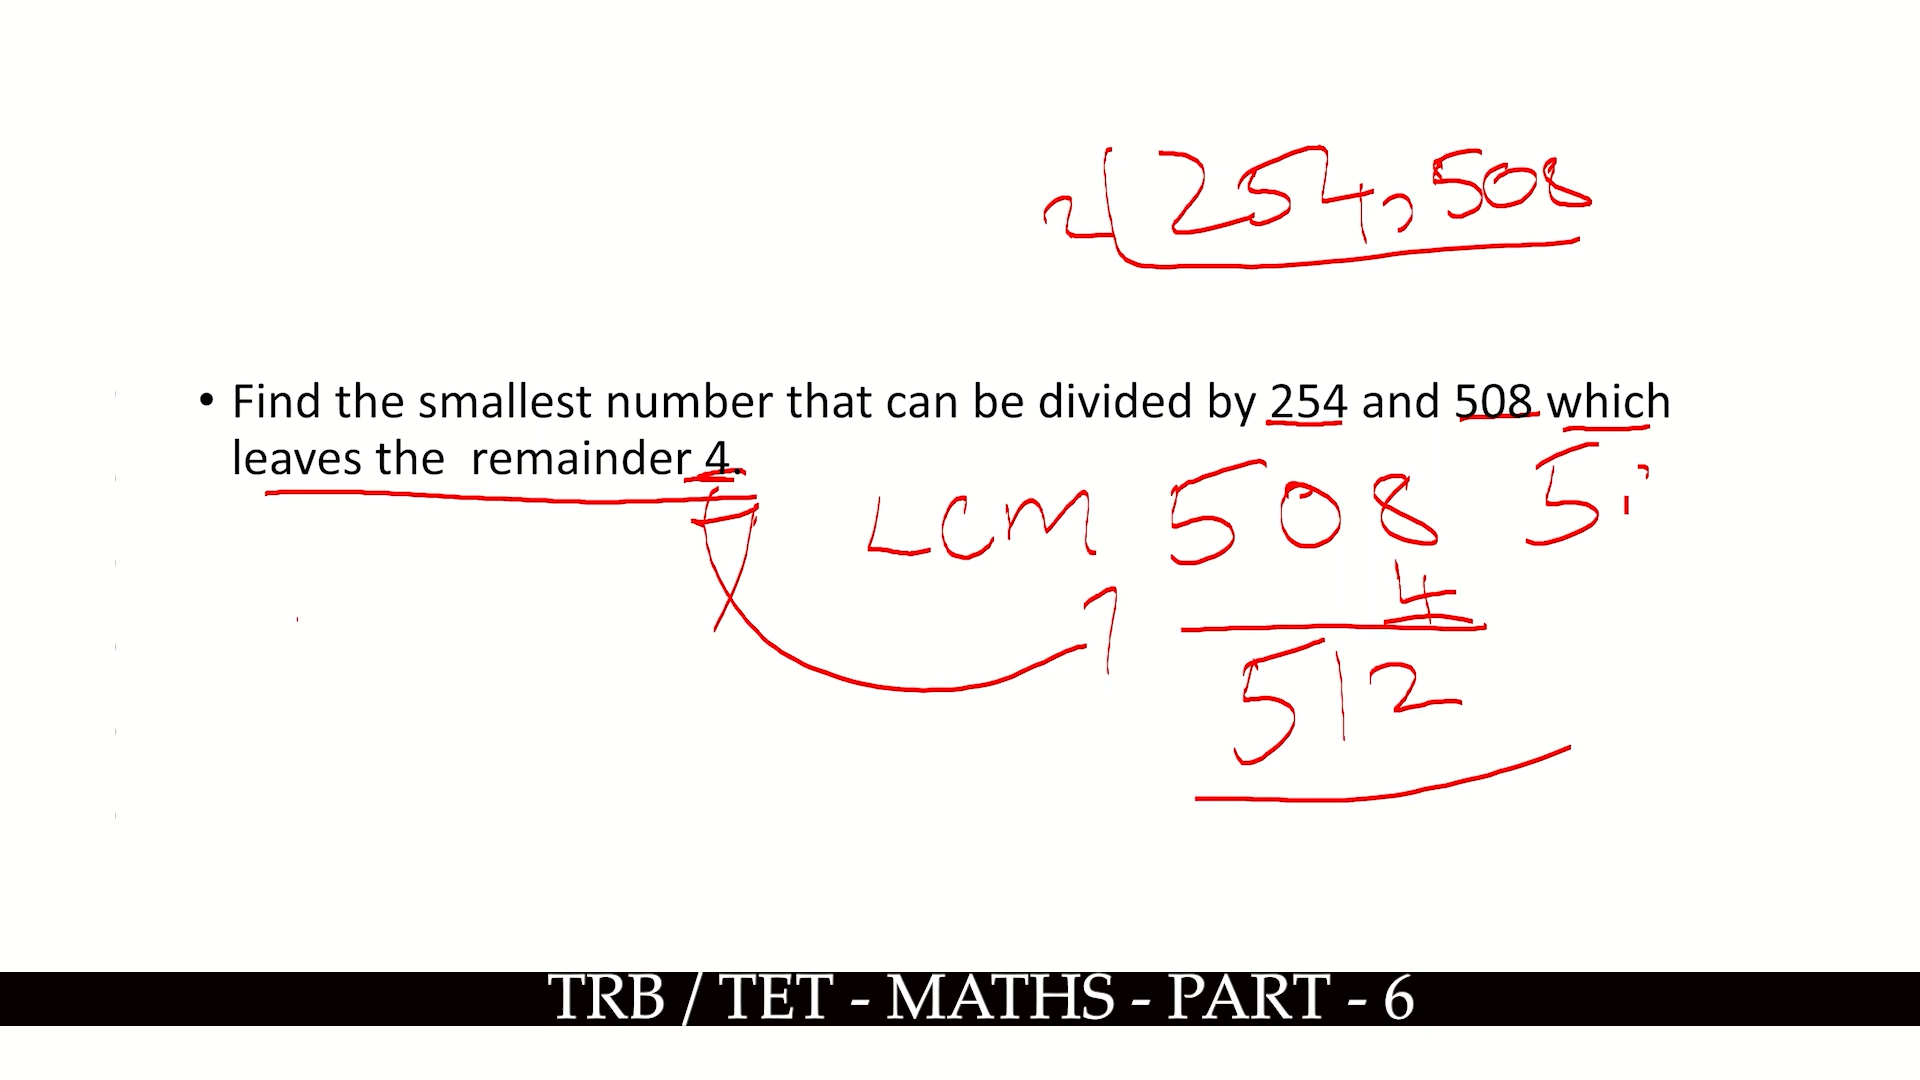 2 254, 508
• Find the smallest number that can be divided by 254 and 508 which
leaves the remainder 4.
LCM 508 5
4
512
TRB / TET - MATHS - PART - 6